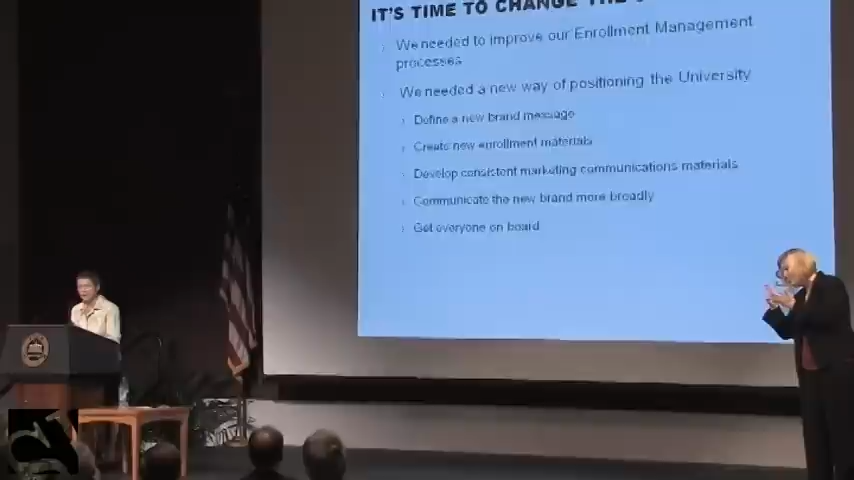 IT'S TIME TO CHANGE THE
We needed to improve our Enrollment Management
processes
We needed a new way of positioning the University
Define a new brand message
Create new enrollment materials
Develop consistent marketing communications materials
Communicate the new brand more broadly
Get everyone on board